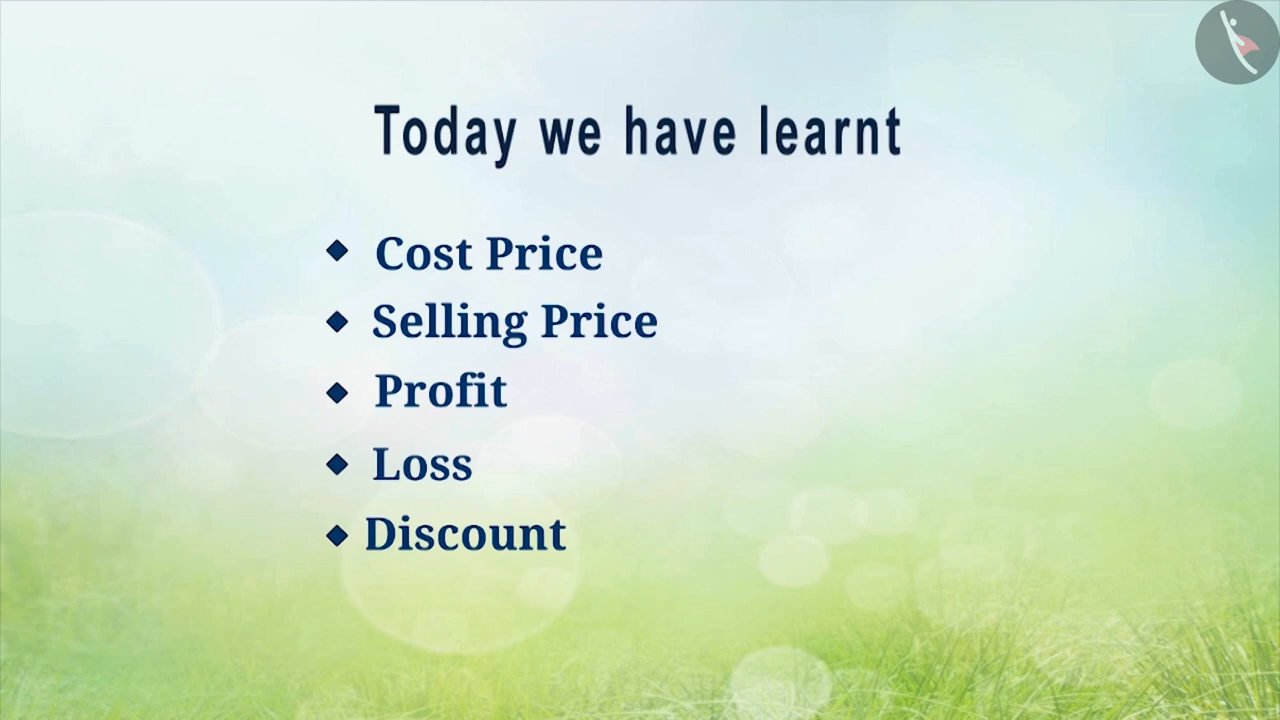 Today we have learnt
◆ Cost Price
◆ Selling Price
◆ Profit
◆ Loss
◆ Discount